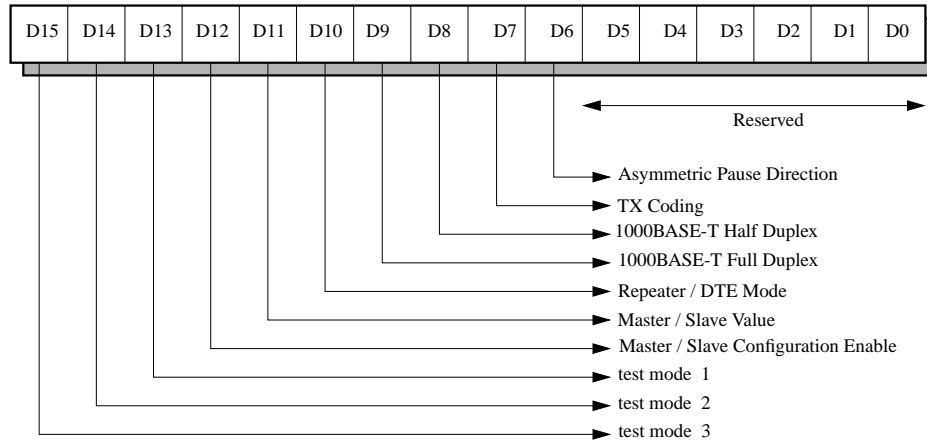 D15 D14 D13 D12 D11 D10 D9 D8 D7 D6 D5 D4 D3 D2 D1 D0
Reserved
Asymmetric Pause Direction
TX Coding
1000BASE-T Half Duplex
1000BASE-T Full Duplex
Repeater / DTE Mode
Master / Slave Value
Master / Slave Configuration Enable
test mode 1
test mode 2
test mode 3